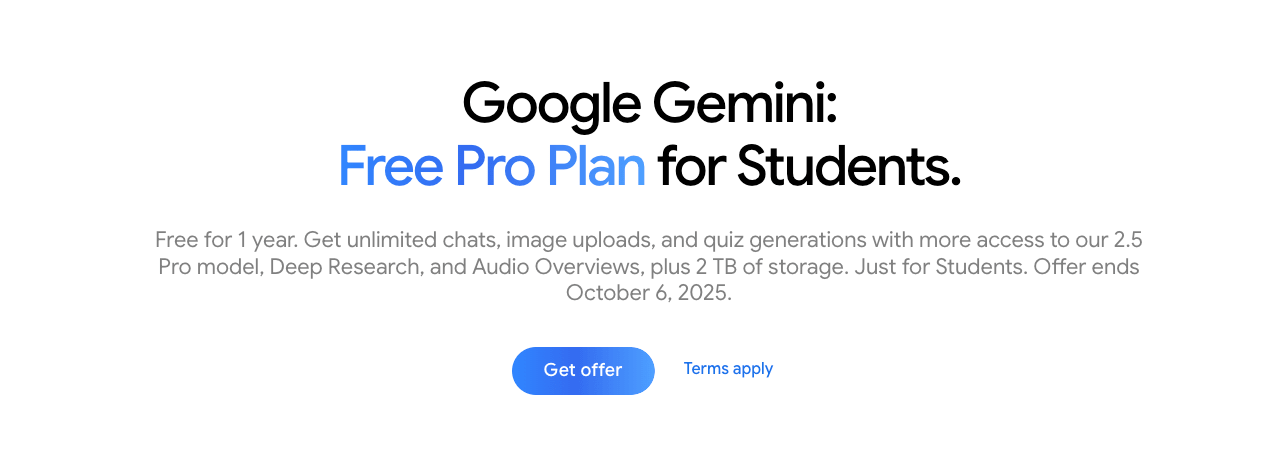 Google Gemini:
Free Pro Plan for Students.
Free for 1 year. Get unlimited chats, image uploads, and quiz generations with more access to our 2.5
Pro model, Deep Research, and Audio Overviews, plus 2 TB of storage. Just for Students. Offer ends
October 6, 2025.
Get offer
Terms apply